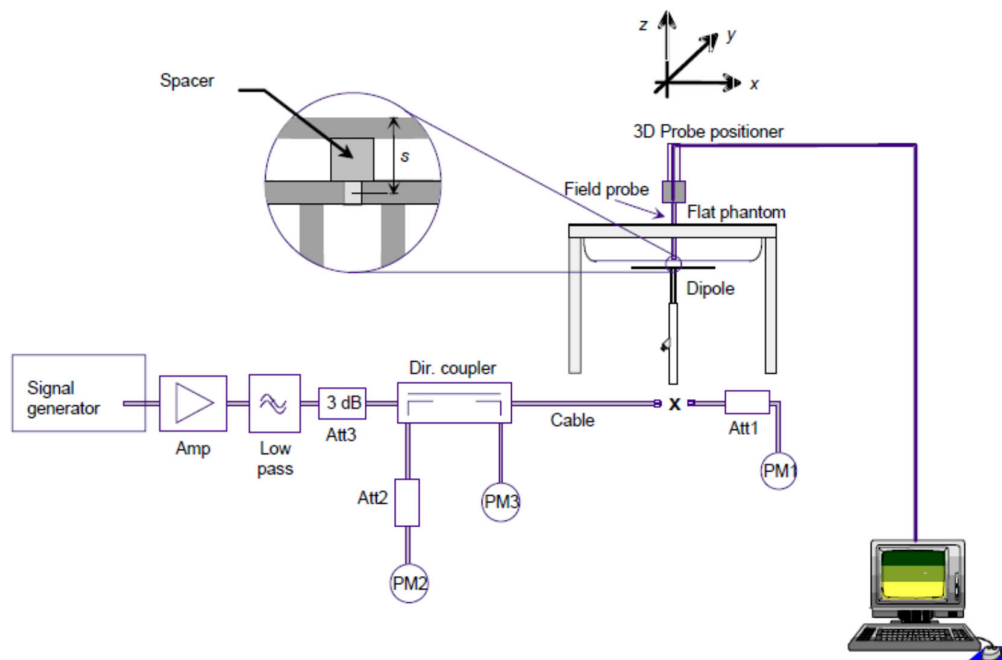 z
y
x
Spacer
s
3D Probe positioner
Field probe
Flat phantom
Dipole
Signal
generator
Amp
Low
pass
3 dB
Att3
Dir. coupler
Cable
X
Att1
PM1
Att2
PM3
PM2